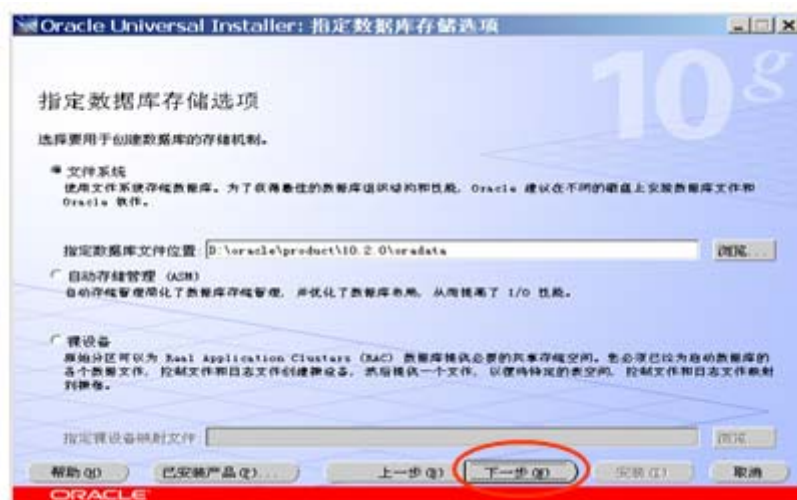 Oracle Universal Installer: 指定数据库存储选项
10g
指定数据库存储选项
选择要用于创建数据库的存储机制。
文件系统
使用文件系统存储数据库。为了获得最佳的数据库组织结构和性能, Oracle 建议在不同的磁盘上安装数据库文件和
Oracle 软件。
指定数据库文件位置: D:\oracle\product\10.2.0\oradata 浏览...
自动存储管理 (ASM)
自动存储管理简化了数据库存储管理, 并优化了数据库布局, 从而提高了 I/O 性能。
裸设备
原始分区可以为 Real Application Clusters (RAC) 数据库提供必要的共享存储空间。您必须已经为启动数据库的
各个数据文件, 控制文件和日志文件创建裸设备, 然后提供一个文件, 以便将特定的表空间, 控制文件和日志文件映射
到裸卷。
指定裸设备映射文件: 浏览
帮助(H) 已安装产品(P)... 上一步(B) 下一步(N) 安装(I) 取消
ORACLE